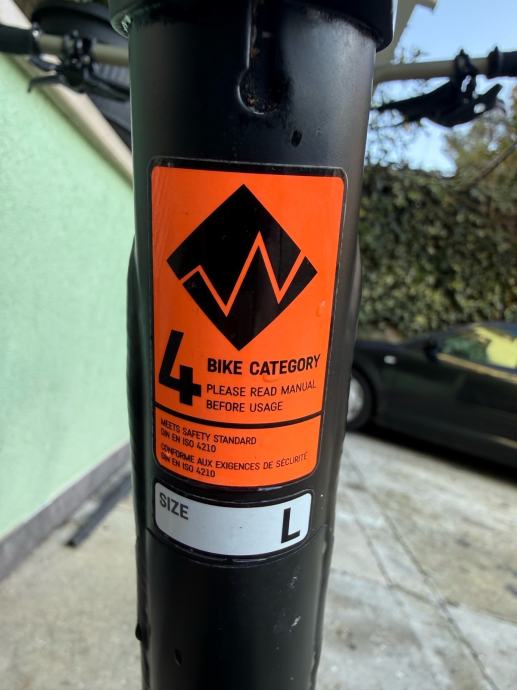 4 BIKE CATEGORY
PLEASE READ MANUAL
BEFORE USAGE
MEETS SAFETY STANDARD
DIN EN ISO 4210
CONFORME AUX EXIGENCES DE SÉCURITÉ
DIN EN ISO 4210
SIZE L